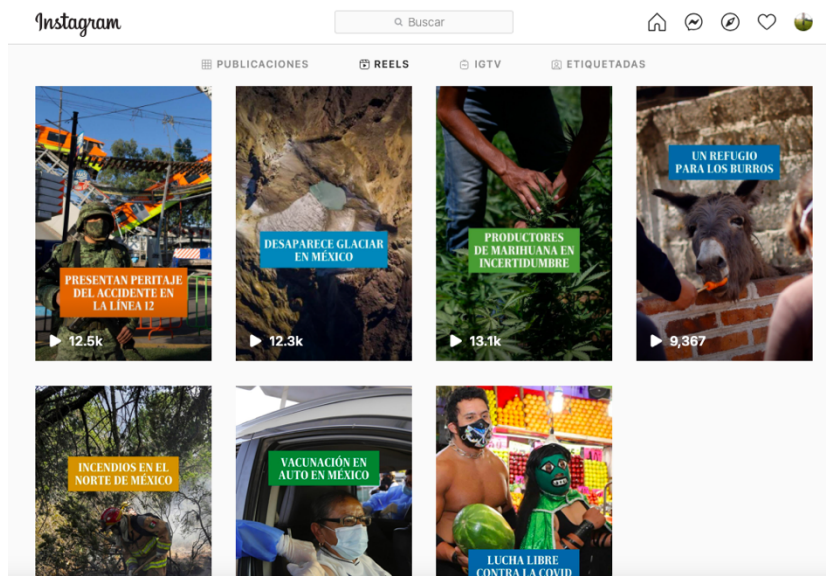 Instagram
Buscar
PUBLICACIONES
REELS
IGTV
ETIQUETADAS
PRESENTAN PERITAJE
DEL ACCIDENTE EN
LA LÍNEA 12
12.5k
DESAPARECE GLACIAR
EN MÉXICO
12.3k
PRODUCTORES
DE MARIHUANA EN
INCERTIDUMBRE
13.1k
UN REFUGIO
PARA LOS BURROS
9,367
INCENDIOS EN EL
NORTE DE MÉXICO
VACUNACIÓN EN
AUTO EN MÉXICO
LUCHA LIBRE
CONTRA LA COVID